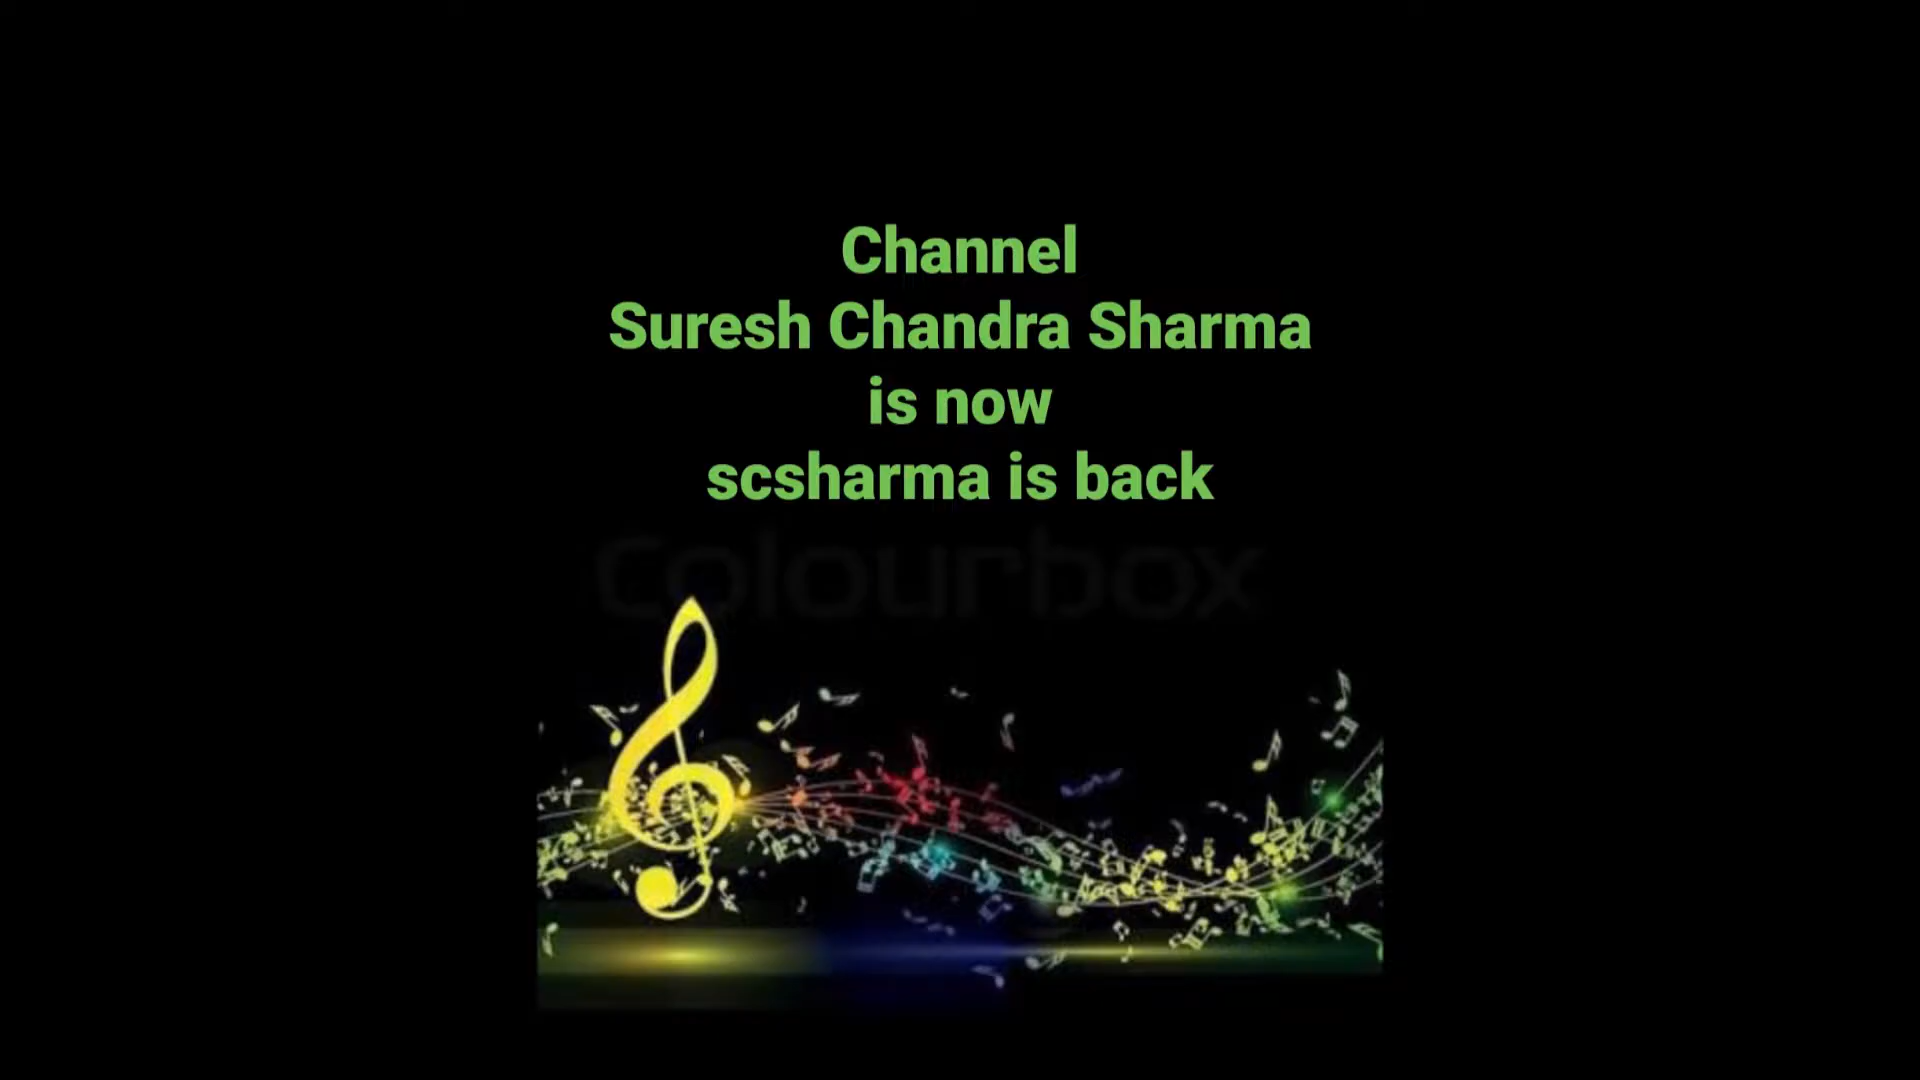 Channel
Suresh Chandra Sharma
is now
scsharma is back
colourbox